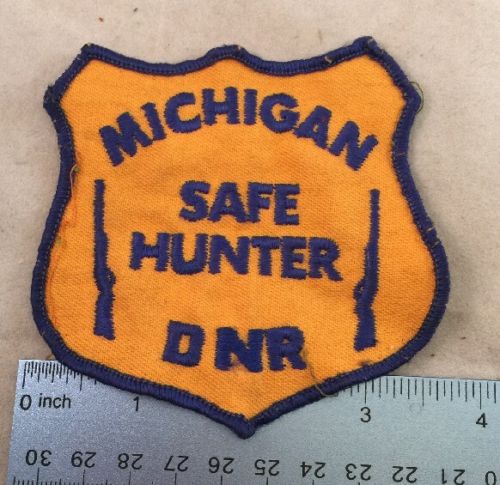 MICHIGAN
SAFE
HUNTER
DNR
0 inch 1 3 4
30 29 28 27 26 25 24 23 22 21